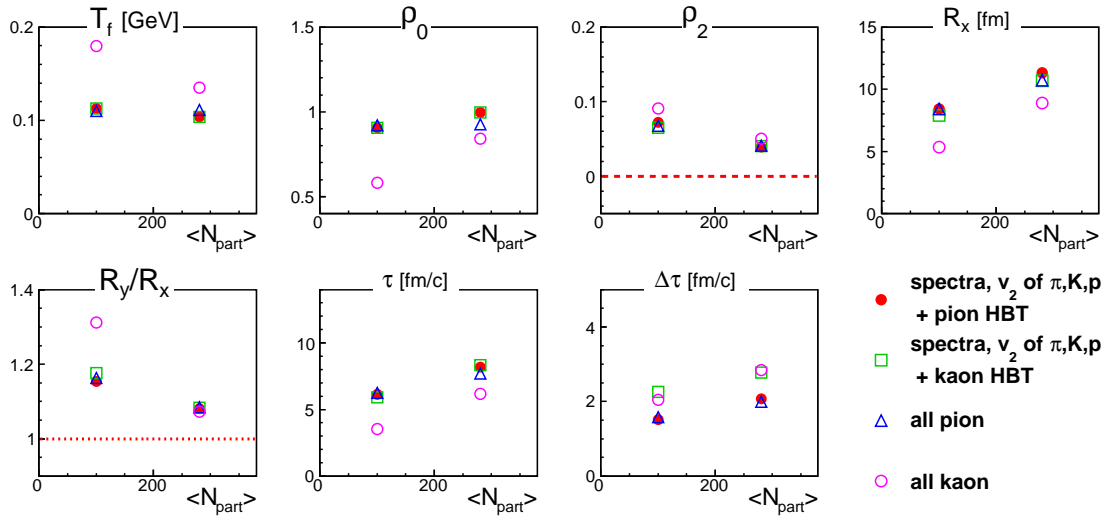 T_f [GeV]
0.2
0.1
0
0 200
<N_part>
ρ_0
1.5
1
0.5
0 200
<N_part>
ρ_2
0.2
0.1
0
0 200
<N_part>
R_x [fm]
15
10
5
0 200
<N_part>
R_y/R_x
1.4
1.2
1
0 200
<N_part>
τ [fm/c]
10
5
0
0 200
<N_part>
Δτ [fm/c]
4
2
0
0 200
<N_part>
spectra, v_2 of π,K,p
+ pion HBT
spectra, v_2 of π,K,p
+ kaon HBT
all pion
all kaon